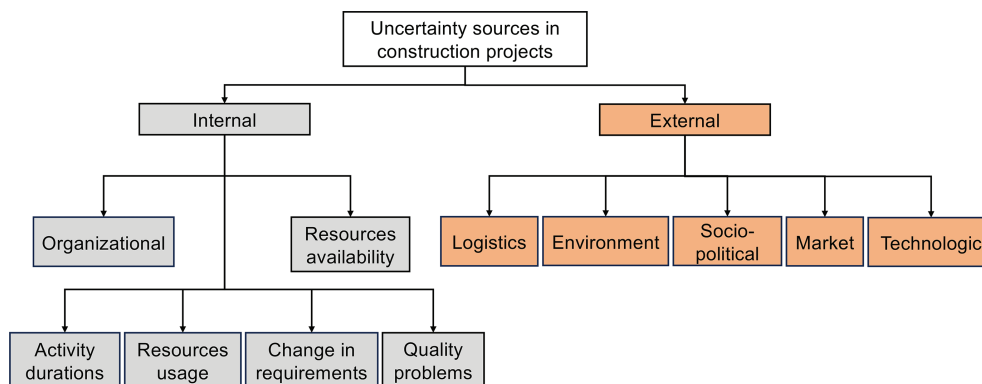 Uncertainty sources in
construction projects
Internal
External
Organizational
Resources
availability
Logistics
Environment
Socio-
political
Market
Technologic
Activity
durations
Resources
usage
Change in
requirements
Quality
problems